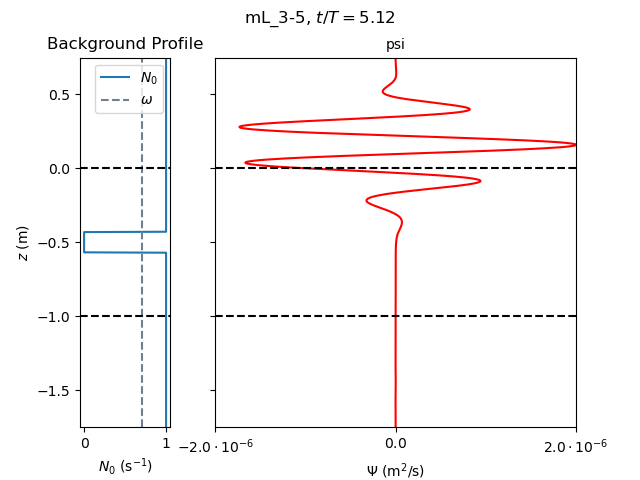 mL_3-5, t/T = 5.12
Background Profile
psi
N₀
ω
0.5
0.0
−0.5
−1.0
−1.5
z (m)
0
1
N₀ (s⁻¹)
−2.0 · 10⁻⁶
0.0
2.0 · 10⁻⁶
Ψ (m²/s)